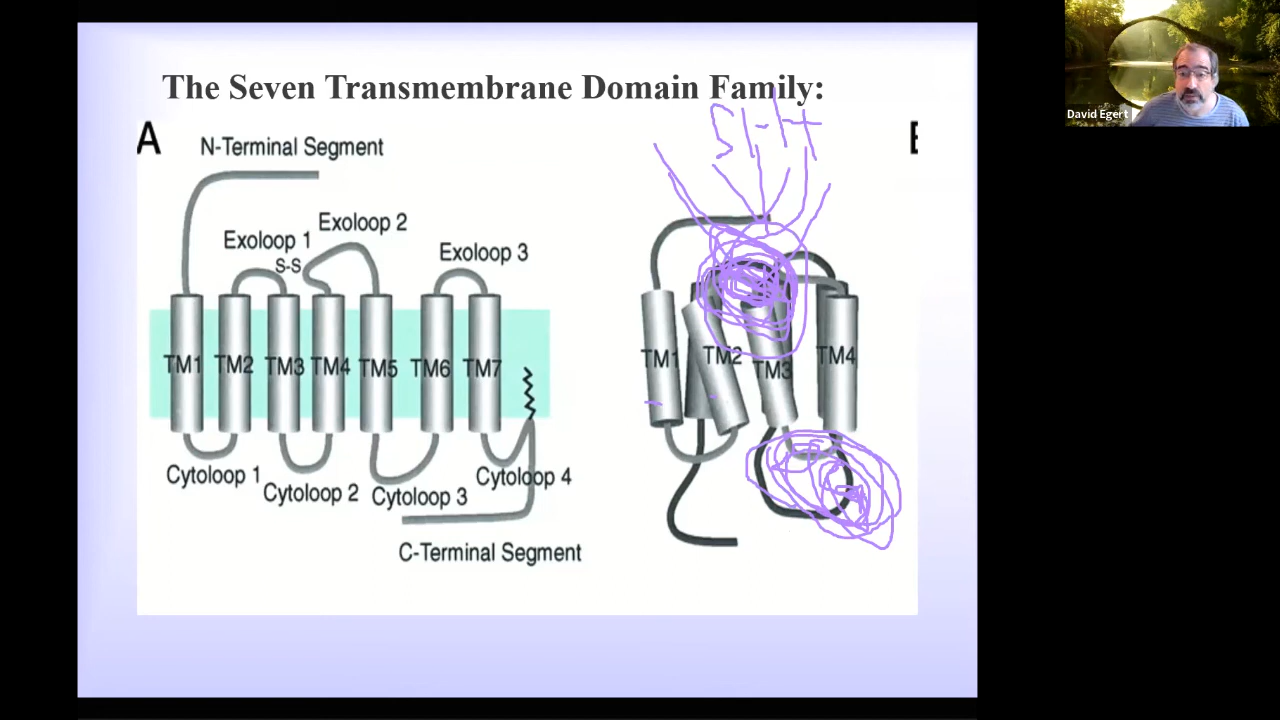 The Seven Transmembrane Domain Family:
A
N-Terminal Segment
Exoloop 1
S-S
Exoloop 2
Exoloop 3
TM1 TM2 TM3 TM4 TM5 TM6 TM7
Cytoloop 1
Cytoloop 2
Cytoloop 3
Cytoloop 4
C-Terminal Segment
TM1 TM2 TM3 TM4
David Egert